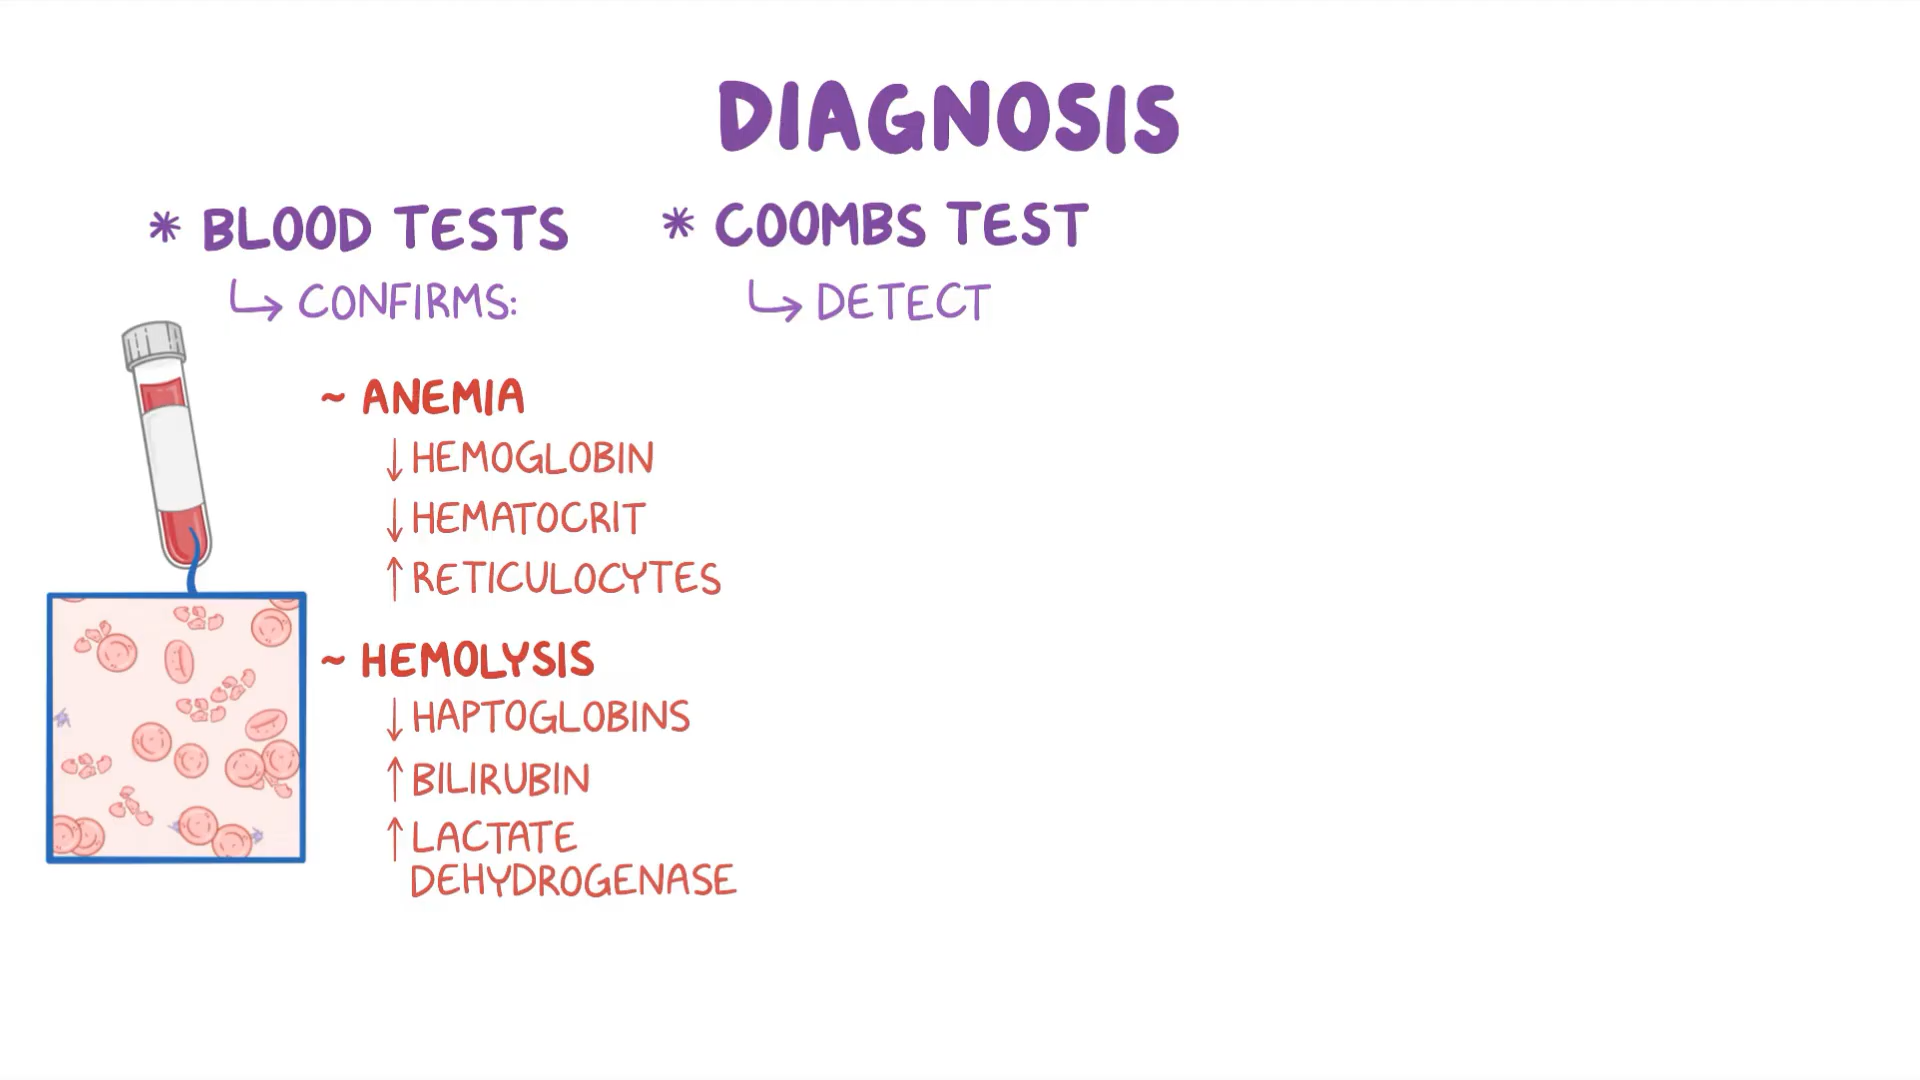 DIAGNOSIS
* BLOOD TESTS
↳ CONFIRMS:
~ ANEMIA
↓ HEMOGLOBIN
↓ HEMATOCRIT
↑ RETICULOCYTES
~ HEMOLYSIS
↓ HAPTOGLOBINS
↑ BILIRUBIN
↑ LACTATE
DEHYDROGENASE
* COOMBS TEST
↳ DETECT